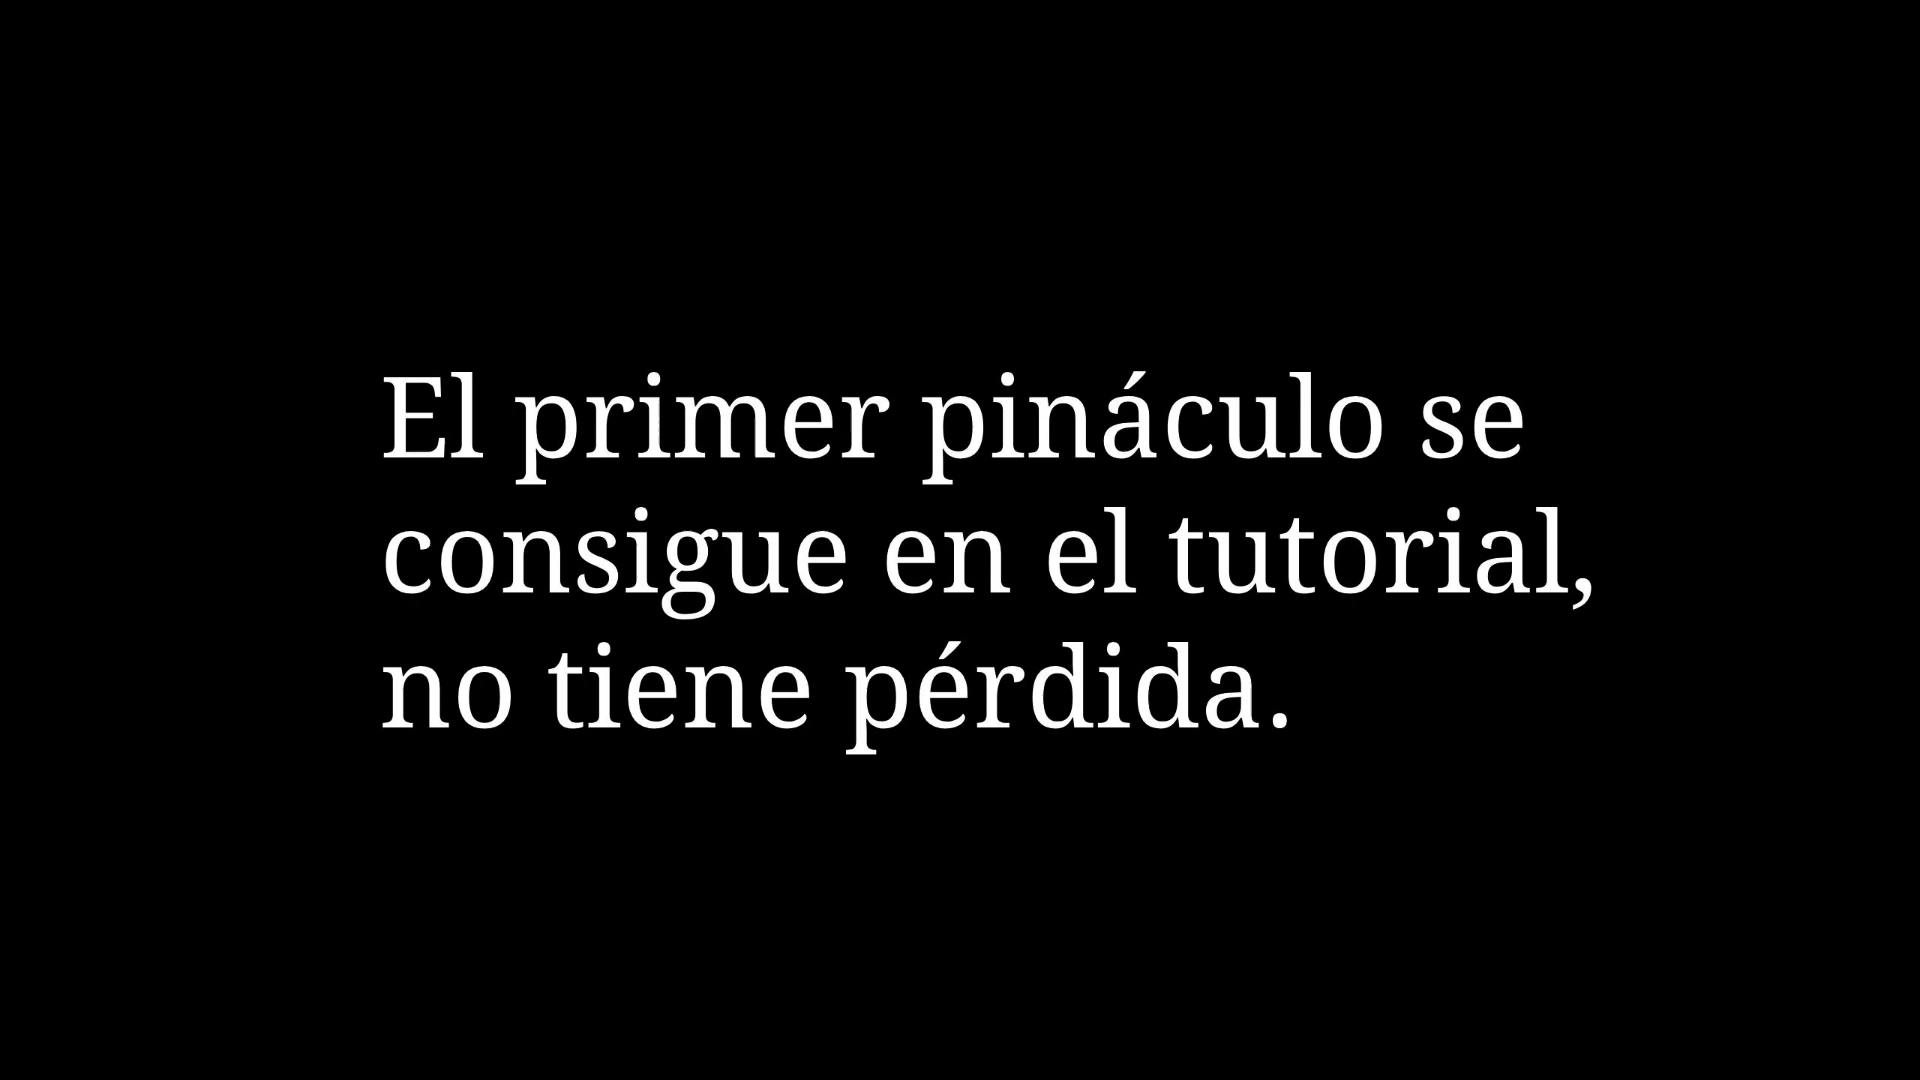 El primer pináculo se
consigue en el tutorial,
no tiene pérdida.